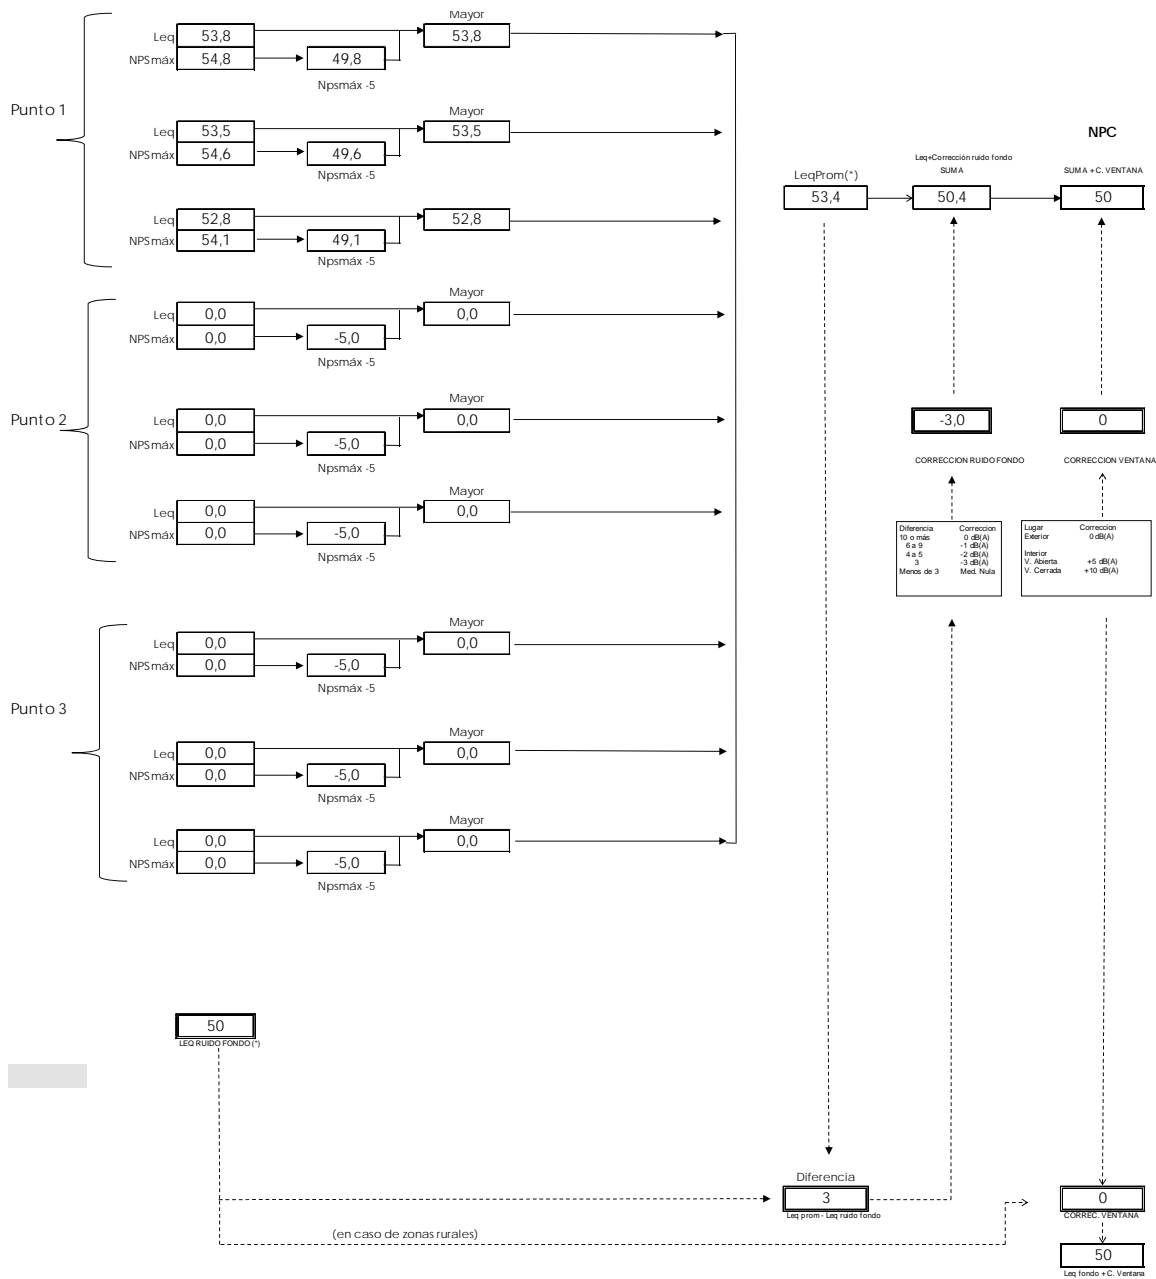 Mayor
Leq 53,8 53,8
NPSmáx 54,8 49,8
Npsmáx -5
Punto 1
Mayor
Leq 53,5 53,5
NPSmáx 54,6 49,6
Npsmáx -5
Leq 52,8 52,8
NPSmáx 54,1 49,1
Npsmáx -5
NPC
Leq+Corrección ruido fondo
LeqProm(*) SUMA SUMA + C. VENTANA
53,4 50,4 50
Mayor
Leq 0,0 0,0
NPSmáx 0,0 -5,0
Npsmáx -5
Punto 2
Mayor
Leq 0,0 0,0
NPSmáx 0,0 -5,0
Npsmáx -5
Mayor
Leq 0,0 0,0
NPSmáx 0,0 -5,0
Npsmáx -5
-3,0 0
CORRECCION RUIDO FONDO CORRECCION VENTANA
Diferencia Correccion
10 o más 0 dB(A)
6 a 9 -1 dB(A)
4 a 5 -2 dB(A)
3 -3 dB(A)
Menos de 3 Med. Nula
Lugar Correccion
Exterior 0 dB(A)
Interior
V. Abierta +5 dB(A)
V. Cerrada +10 dB(A)
Mayor
Leq 0,0 0,0
NPSmáx 0,0 -5,0
Npsmáx -5
Punto 3
Mayor
Leq 0,0 0,0
NPSmáx 0,0 -5,0
Npsmáx -5
Mayor
Leq 0,0 0,0
NPSmáx 0,0 -5,0
Npsmáx -5
50
LEQ RUIDO FONDO (*)
Diferencia
3 0
Leq prom - Leq ruido fondo CORREC. VENTANA
(en caso de zonas rurales)
50
Leq fondo + C. Ventana